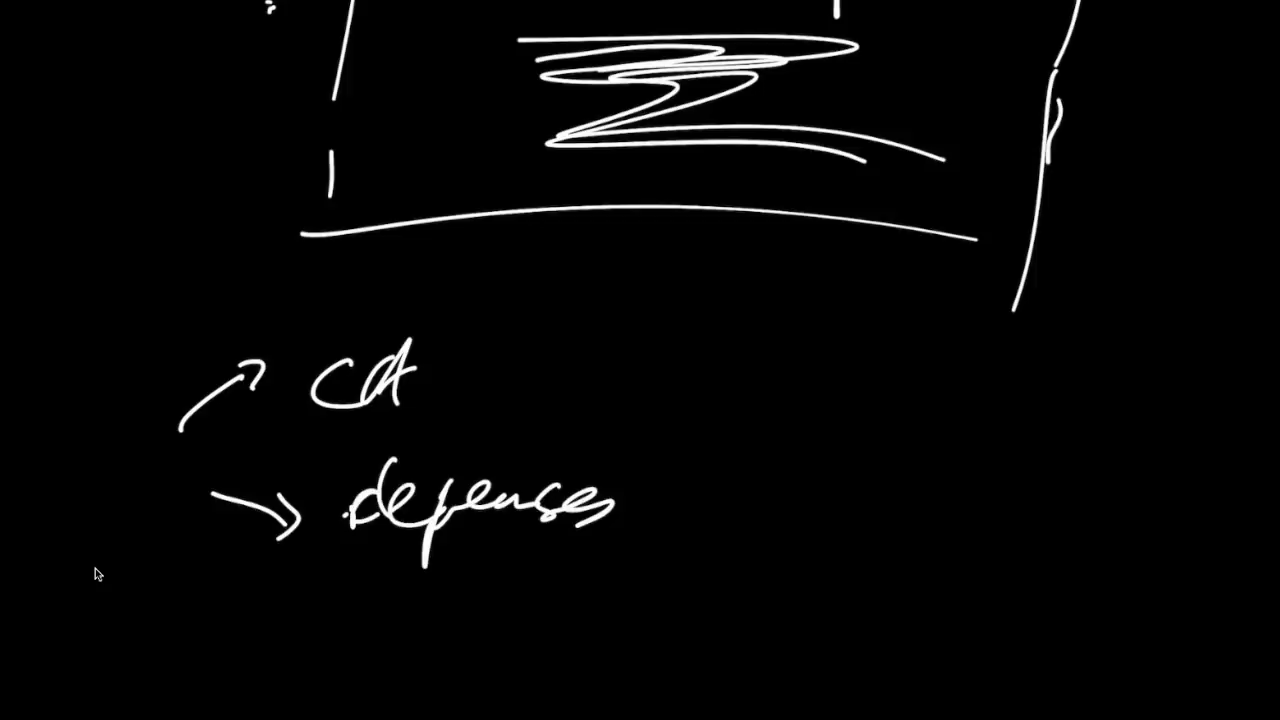 ↗ CA
↘ depenses